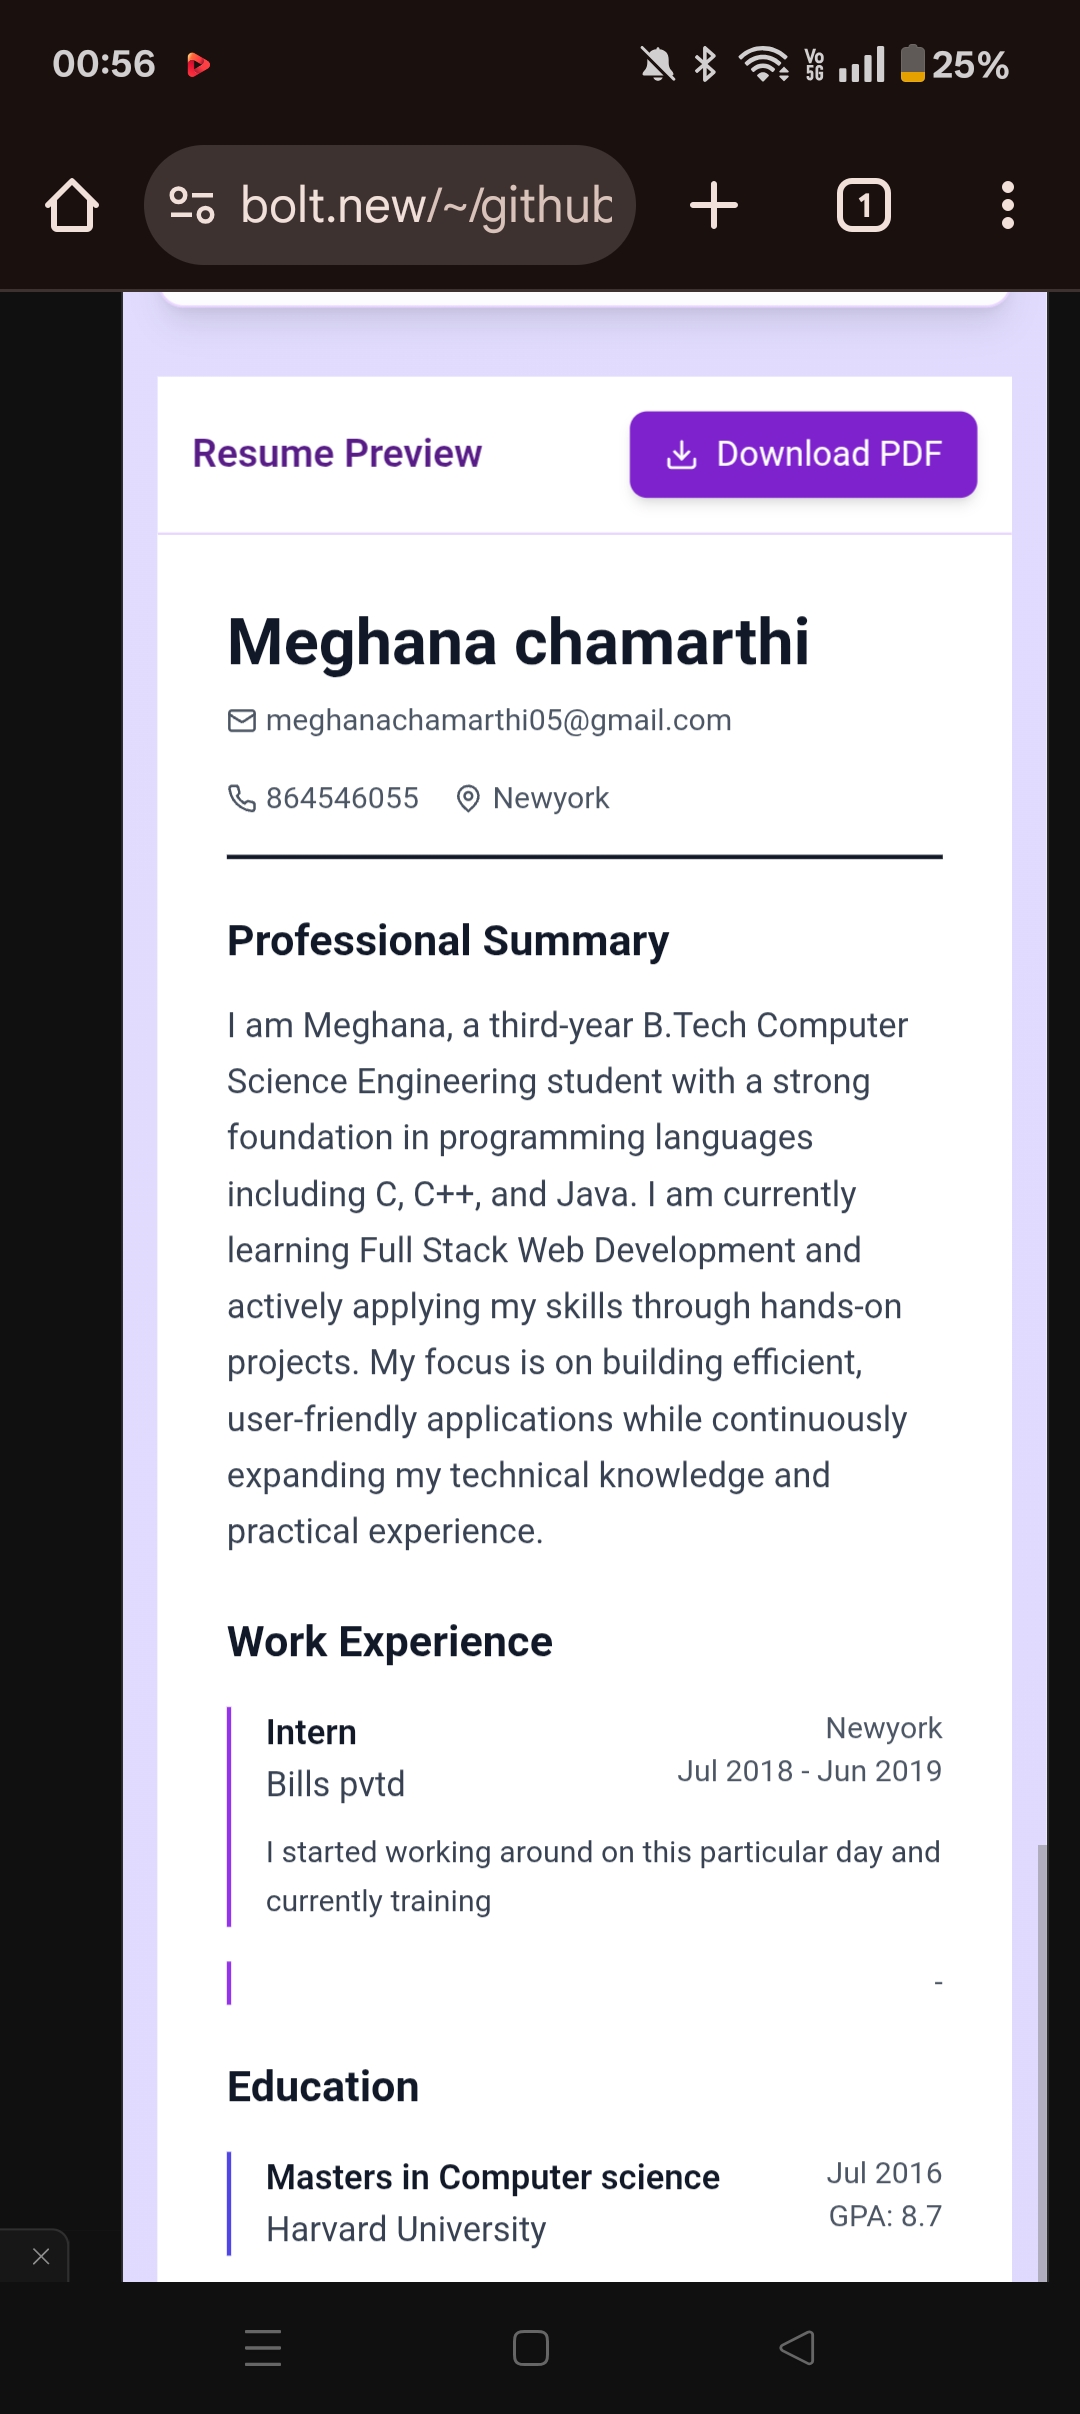 00:56
Vo
5G
25%
bolt.new/~/github
1
Resume Preview
Download PDF
Meghana chamarthi
meghanachamarthi05@gmail.com
864546055 Newyork
Professional Summary
I am Meghana, a third-year B.Tech Computer
Science Engineering student with a strong
foundation in programming languages
including C, C++, and Java. I am currently
learning Full Stack Web Development and
actively applying my skills through hands-on
projects. My focus is on building efficient,
user-friendly applications while continuously
expanding my technical knowledge and
practical experience.
Work Experience
Intern Newyork
Bills pvtd Jul 2018 - Jun 2019
I started working around on this particular day and
currently training
-
Education
Masters in Computer science Jul 2016
Harvard University GPA: 8.7